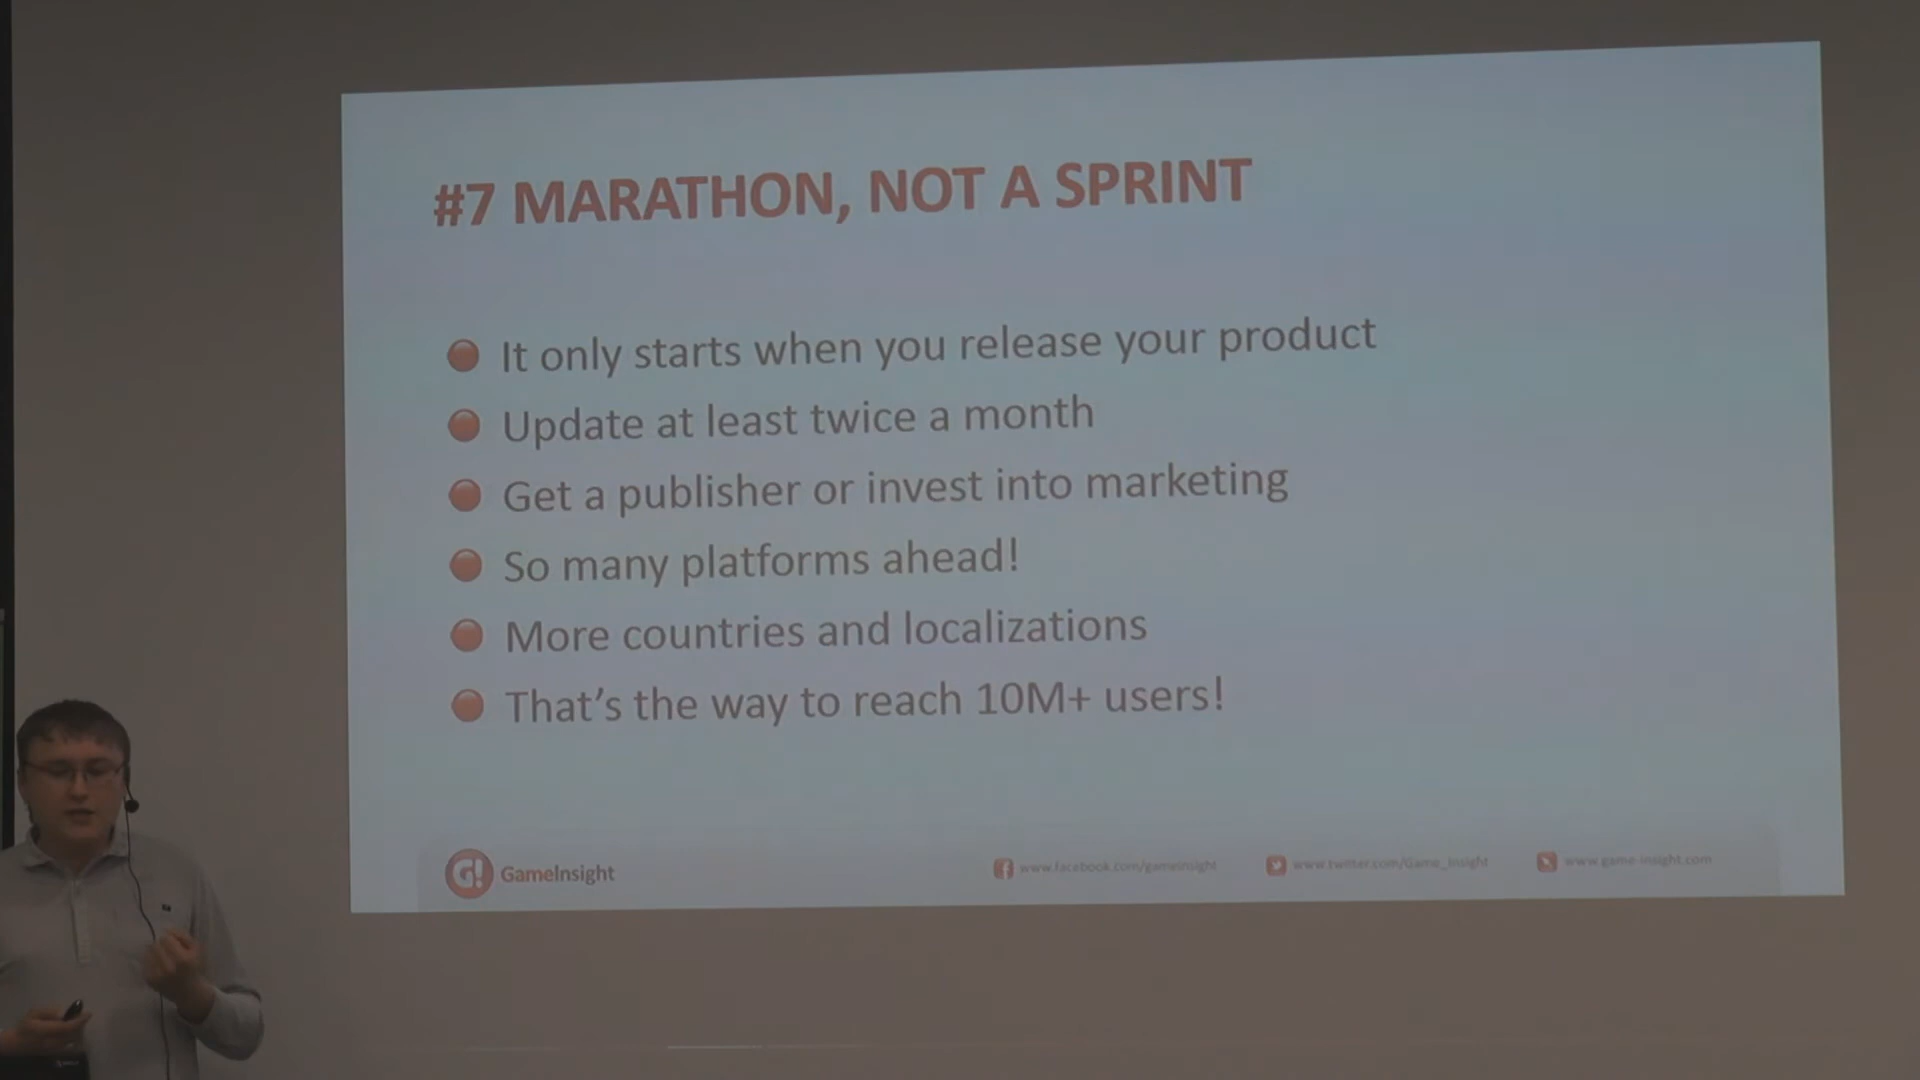 #7 MARATHON, NOT A SPRINT
It only starts when you release your product
Update at least twice a month
Get a publisher or invest into marketing
So many platforms ahead!
More countries and localizations
That's the way to reach 10M+ users!
G! GameInsight
www.facebook.com/gameinsight
www.twitter.com/Game_Insight
www.game-insight.com